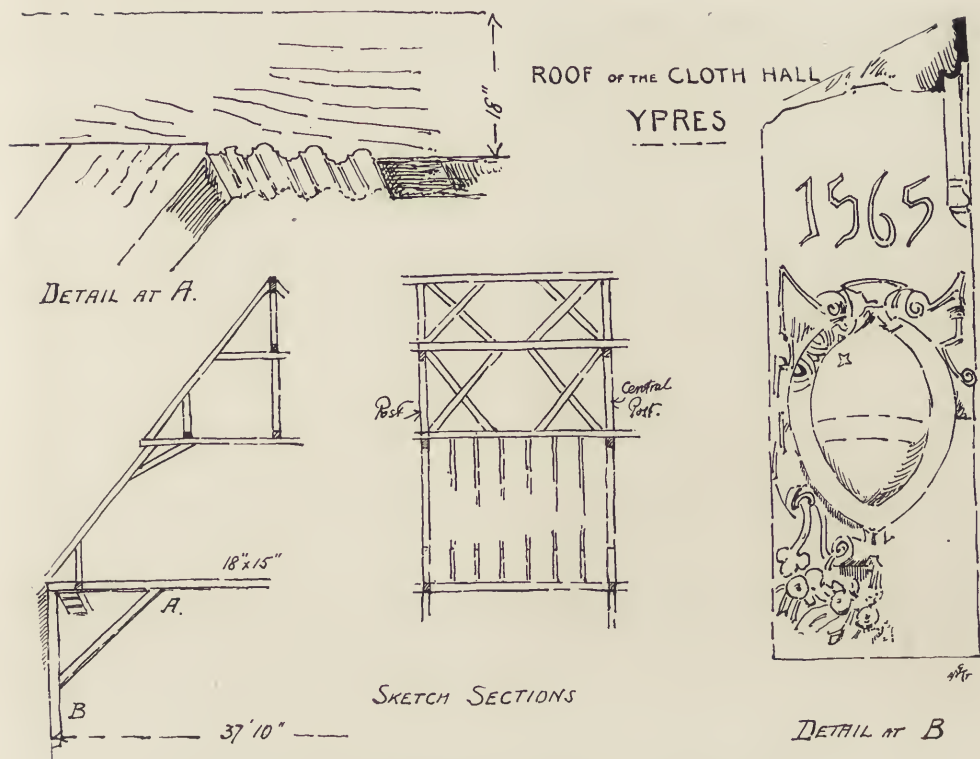 ROOF OF THE CLOTH HALL
YPRES
18"
1565
DETAIL AT A.
Post
Central
Post.
18"x15"
A.
B
37'10"
SKETCH SECTIONS
DETAIL AT B